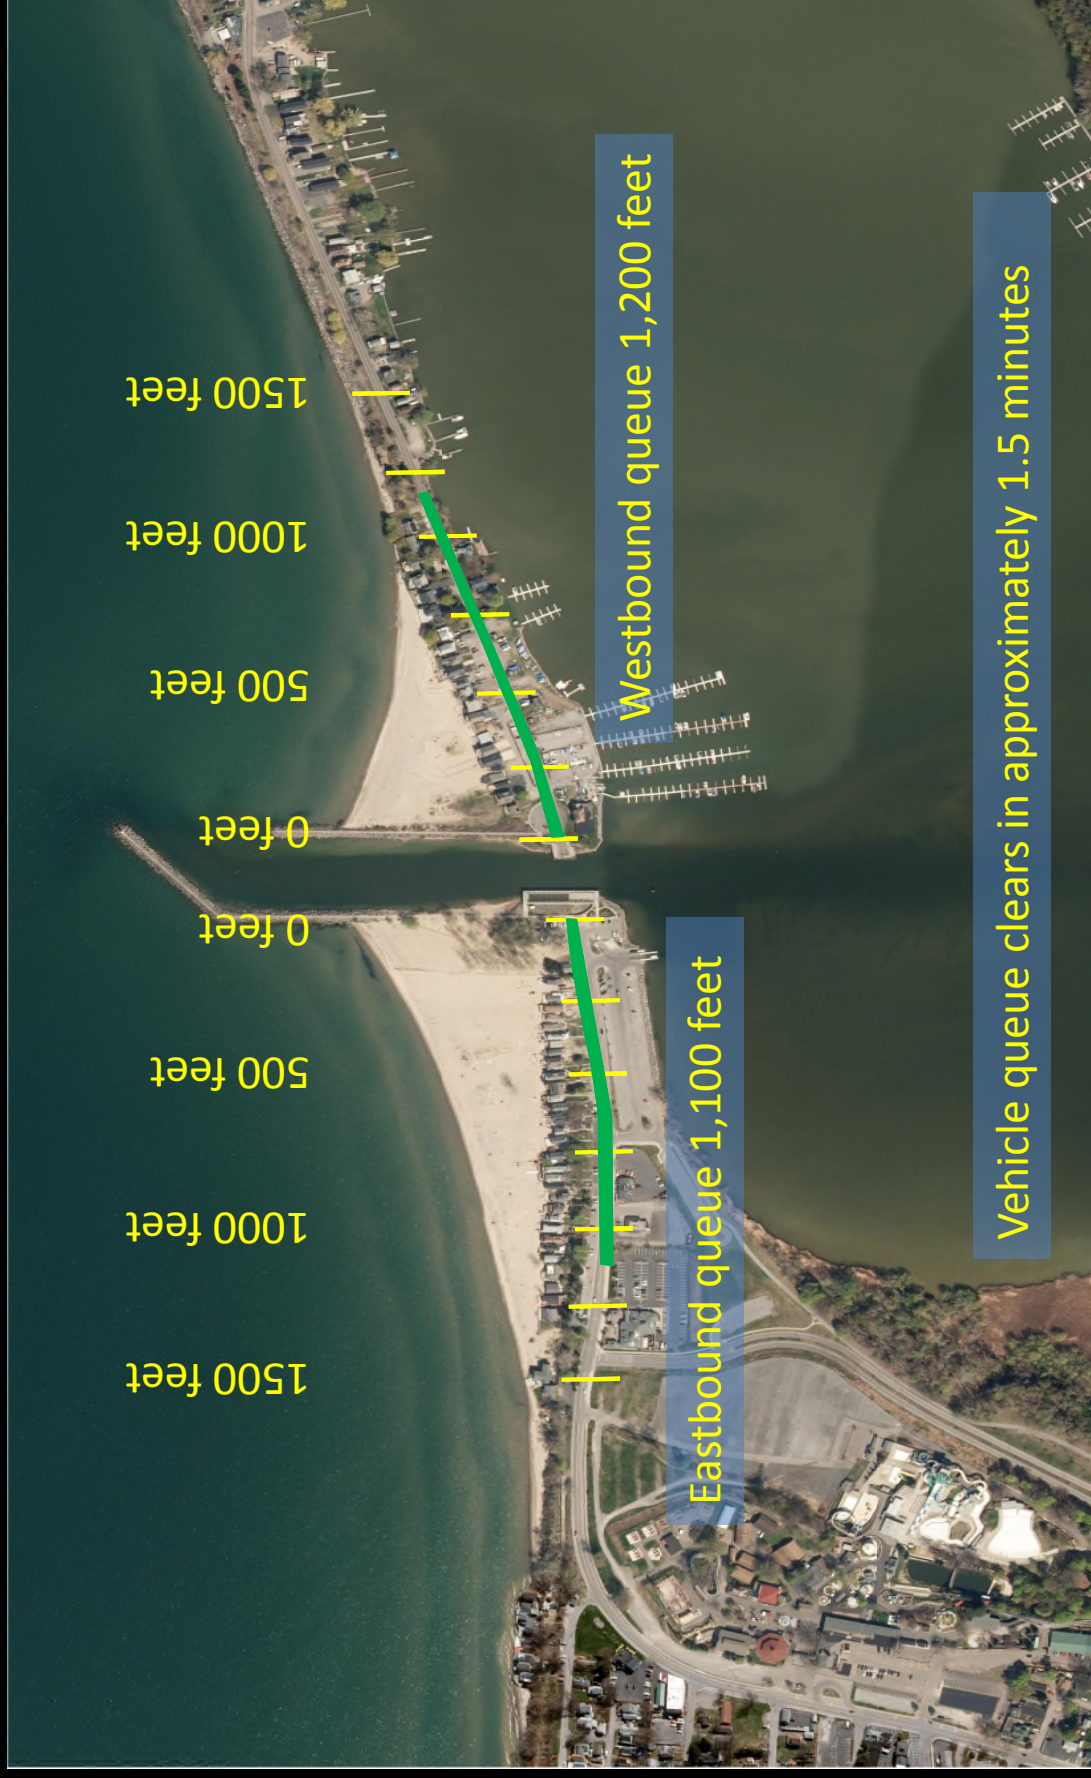 1500 feet
1000 feet
500 feet
0 feet
0 feet
500 feet
1000 feet
1500 feet
Westbound queue 1,200 feet
Eastbound queue 1,100 feet
Vehicle queue clears in approximately 1.5 minutes